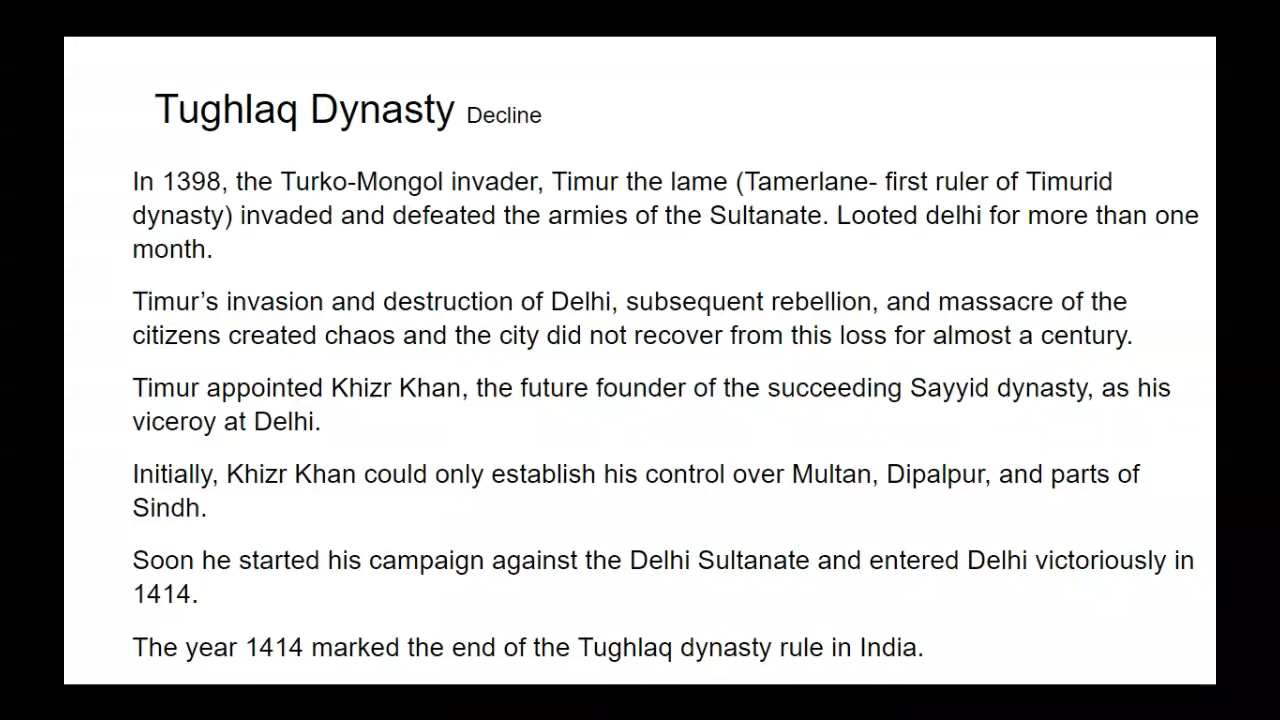 Tughlaq Dynasty Decline
In 1398, the Turko-Mongol invader, Timur the lame (Tamerlane- first ruler of Timurid
dynasty) invaded and defeated the armies of the Sultanate. Looted delhi for more than one
month.
Timur’s invasion and destruction of Delhi, subsequent rebellion, and massacre of the
citizens created chaos and the city did not recover from this loss for almost a century.
Timur appointed Khizr Khan, the future founder of the succeeding Sayyid dynasty, as his
viceroy at Delhi.
Initially, Khizr Khan could only establish his control over Multan, Dipalpur, and parts of
Sindh.
Soon he started his campaign against the Delhi Sultanate and entered Delhi victoriously in
1414.
The year 1414 marked the end of the Tughlaq dynasty rule in India.